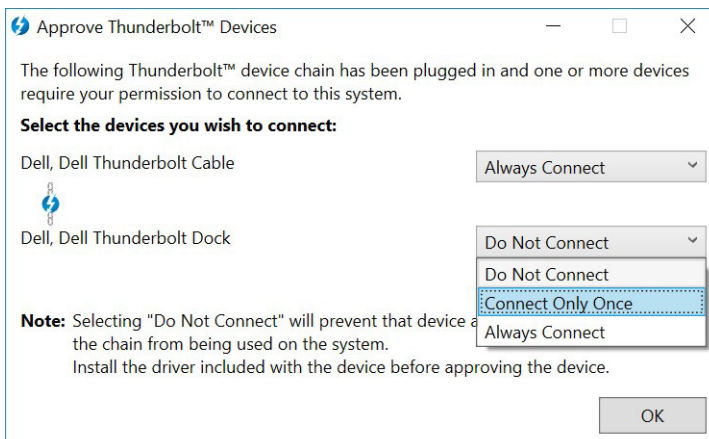 Approve Thunderbolt™ Devices
The following Thunderbolt™ device chain has been plugged in and one or more devices
require your permission to connect to this system.
Select the devices you wish to connect:
Dell, Dell Thunderbolt Cable
Always Connect
Dell, Dell Thunderbolt Dock
Do Not Connect
Do Not Connect
Connect Only Once
Always Connect
Note: Selecting "Do Not Connect" will prevent that device a
the chain from being used on the system.
Install the driver included with the device before approving the device.
OK